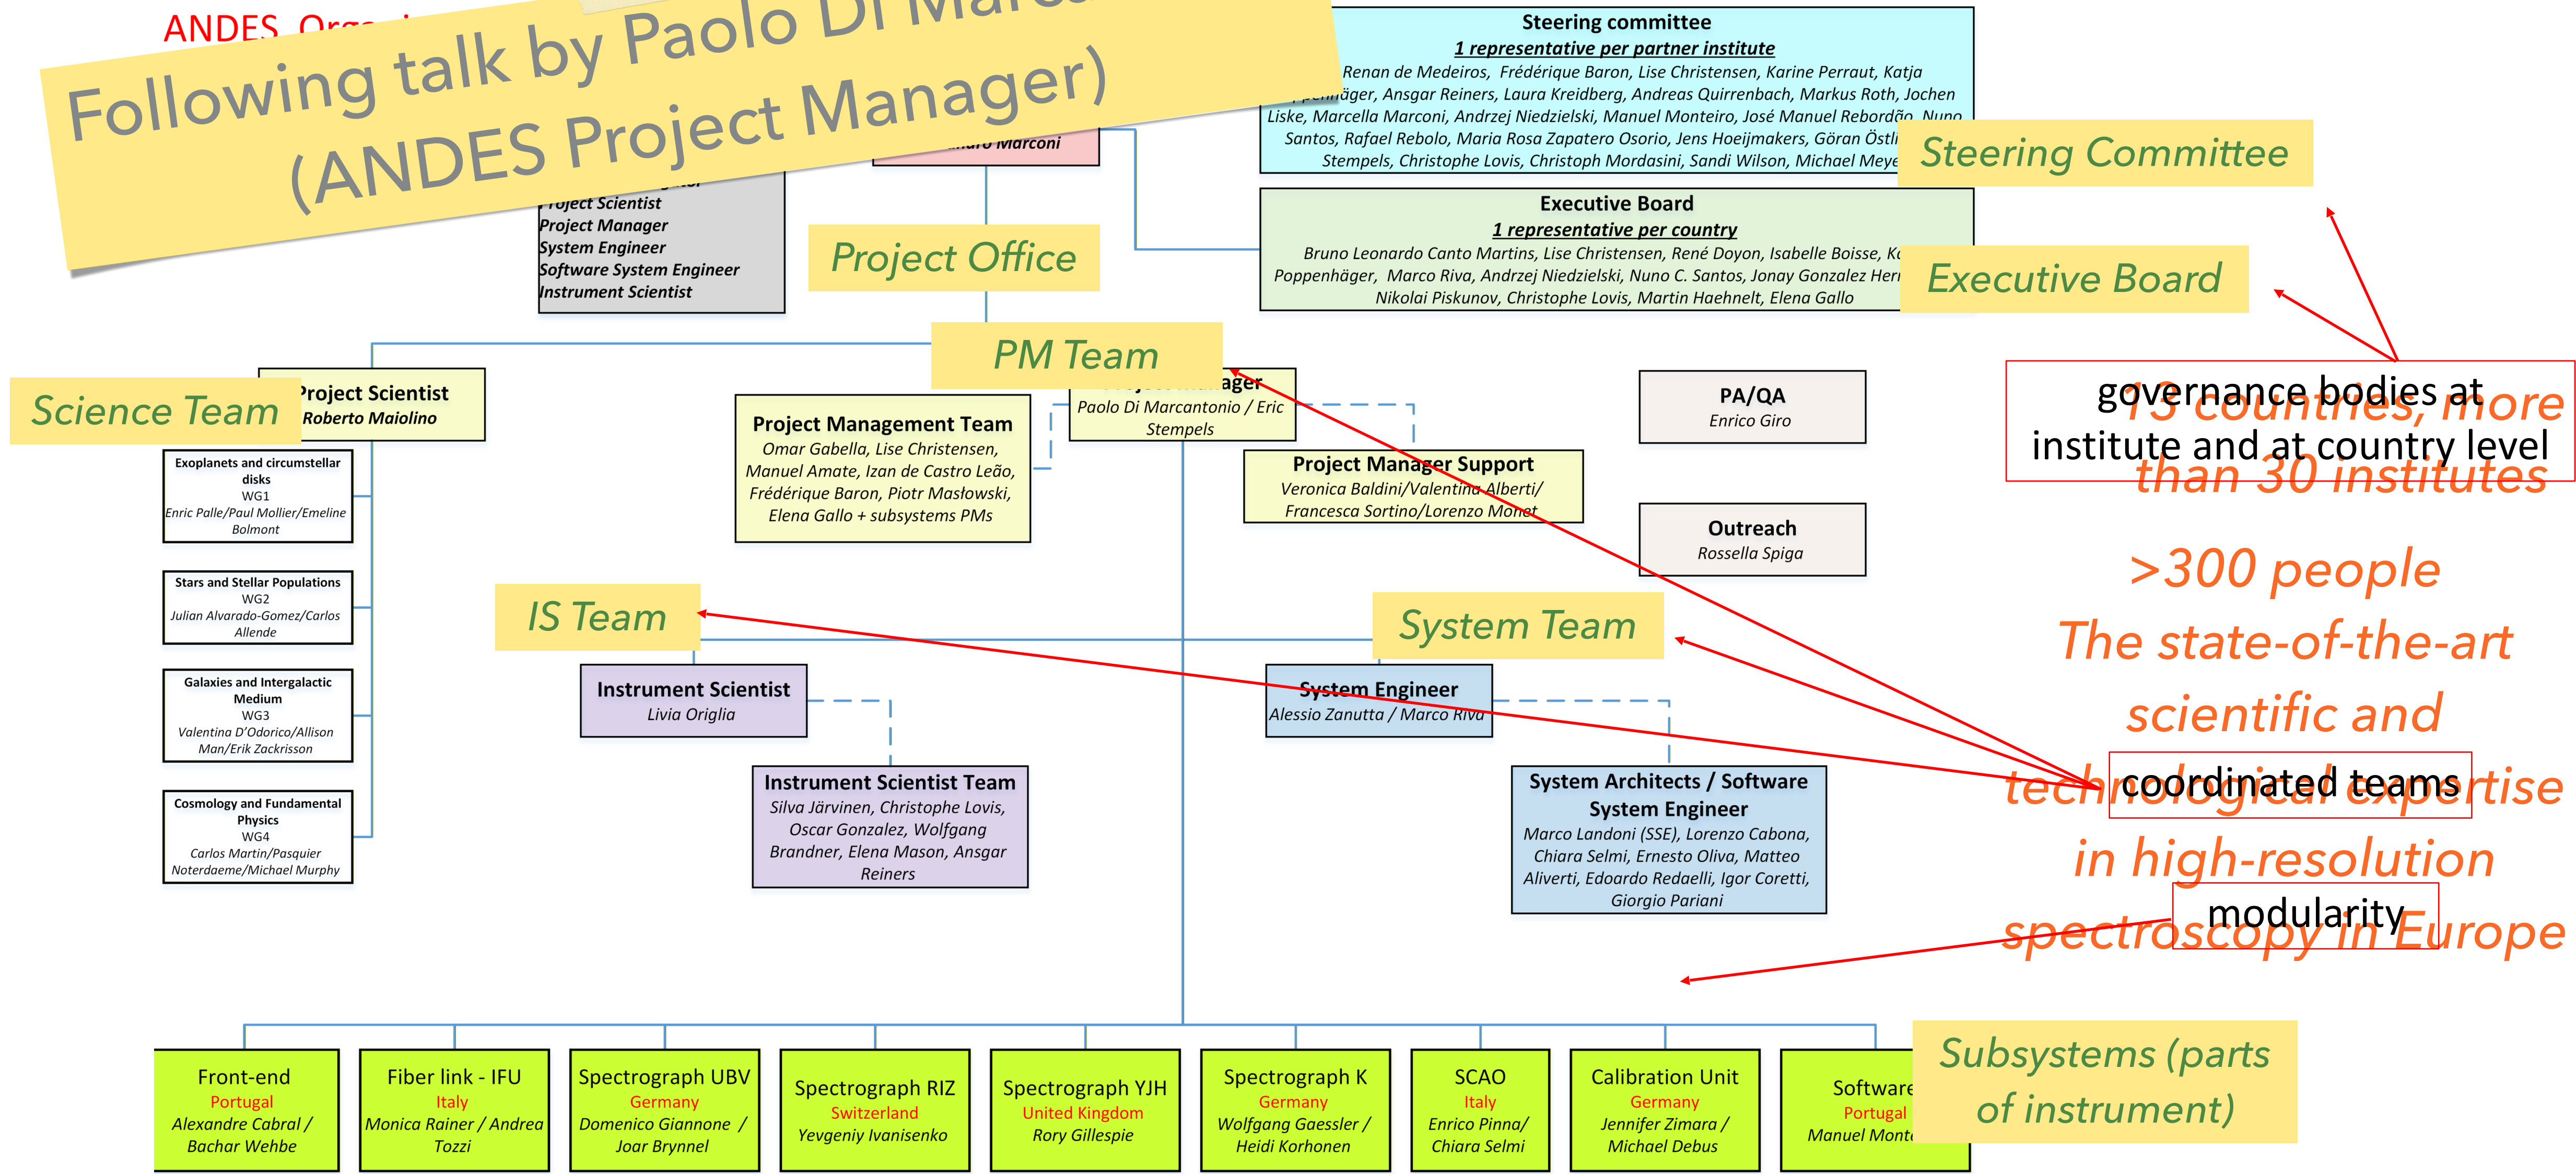 ANDES
Following talk by Paolo Di
(ANDES Project Manager)
Marconi
Steering committee
1 representative per partner institute
Renan de Medeiros, Frédérique Baron, Lise Christensen, Karine Perraut, Katja
Ansgar Reiners, Laura Kreidberg, Andreas Quirrenbach, Markus Roth, Jochen
Liske, Marcella Marconi, Andrzej Niedzielski, Manuel Monteiro, José Manuel Rebordão, Nuno
Santos, Rafael Rebolo, Maria Rosa Zapatero Osorio, Jens Hoeijmakers, Göran
Stempels, Christophe Lovis, Christoph Mordasini, Sandi Wilson, Michael
Steering Committee
Executive Board
1 representative per country
Bruno Leonardo Canto Martins, Lise Christensen, René Doyon, Isabelle Boisse,
Poppenhäger, Marco Riva, Andrzej Niedzielski, Nuno C. Santos, Jonay Gonzalez
Nikolai Piskunov, Christophe Lovis, Martin Haehnelt, Elena Gallo
Executive Board
Project Scientist
Project Manager
System Engineer
Software System Engineer
Instrument Scientist
Project Office
PM Team
Science Team
Project Scientist
Roberto Maiolino
Project Management Team
Omar Gabella, Lise Christensen,
Manuel Amate, Izan de Castro Leão,
Frédérique Baron, Piotr Masłowski,
Elena Gallo + subsystems PMs
Project Manager
Paolo Di Marcantonio / Eric
Stempels
Project Manager Support
Veronica Baldini/Valentina Alberti/
Francesca Sortino/Lorenzo Monet
PA/QA
Enrico Giro
Outreach
Rossella Spiga
governance bodies at
institute and at country level
13 countries, more
than 30 institutes
>300 people
The state-of-the-art
scientific and
technological expertise
in high-resolution
spectroscopy in Europe
coordinated teams
modularity
Exoplanets and circumstellar
disks
WG1
Enric Palle/Paul Mollier/Emeline
Bolmont
Stars and Stellar Populations
WG2
Julian Alvarado-Gomez/Carlos
Allende
Galaxies and Intergalactic
Medium
WG3
Valentina D'Odorico/Allison
Man/Erik Zackrisson
Cosmology and Fundamental
Physics
WG4
Carlos Martin/Pasquier
Noterdaeme/Michael Murphy
IS Team
System Team
Instrument Scientist
Livia Origlia
System Engineer
Alessio Zanutta / Marco Riva
Instrument Scientist Team
Silva Järvinen, Christophe Lovis,
Oscar Gonzalez, Wolfgang
Brandner, Elena Mason, Ansgar
Reiners
System Architects / Software
System Engineer
Marco Landoni (SSE), Lorenzo Cabona,
Chiara Selmi, Ernesto Oliva, Matteo
Aliverti, Edoardo Redaelli, Igor Coretti,
Giorgio Pariani
Front-end
Portugal
Alexandre Cabral /
Bachar Wehbe
Fiber link - IFU
Italy
Monica Rainer / Andrea
Tozzi
Spectrograph UBV
Germany
Domenico Giannone /
Joar Brynnel
Spectrograph RIZ
Switzerland
Yevgeniy Ivanisenko
Spectrograph YJH
United Kingdom
Rory Gillespie
Spectrograph K
Germany
Wolfgang Gaessler /
Heidi Korhonen
SCAO
Italy
Enrico Pinna/
Chiara Selmi
Calibration Unit
Germany
Jennifer Zimara /
Michael Debus
Software
Portugal
Manuel
Subsystems (parts
of instrument)